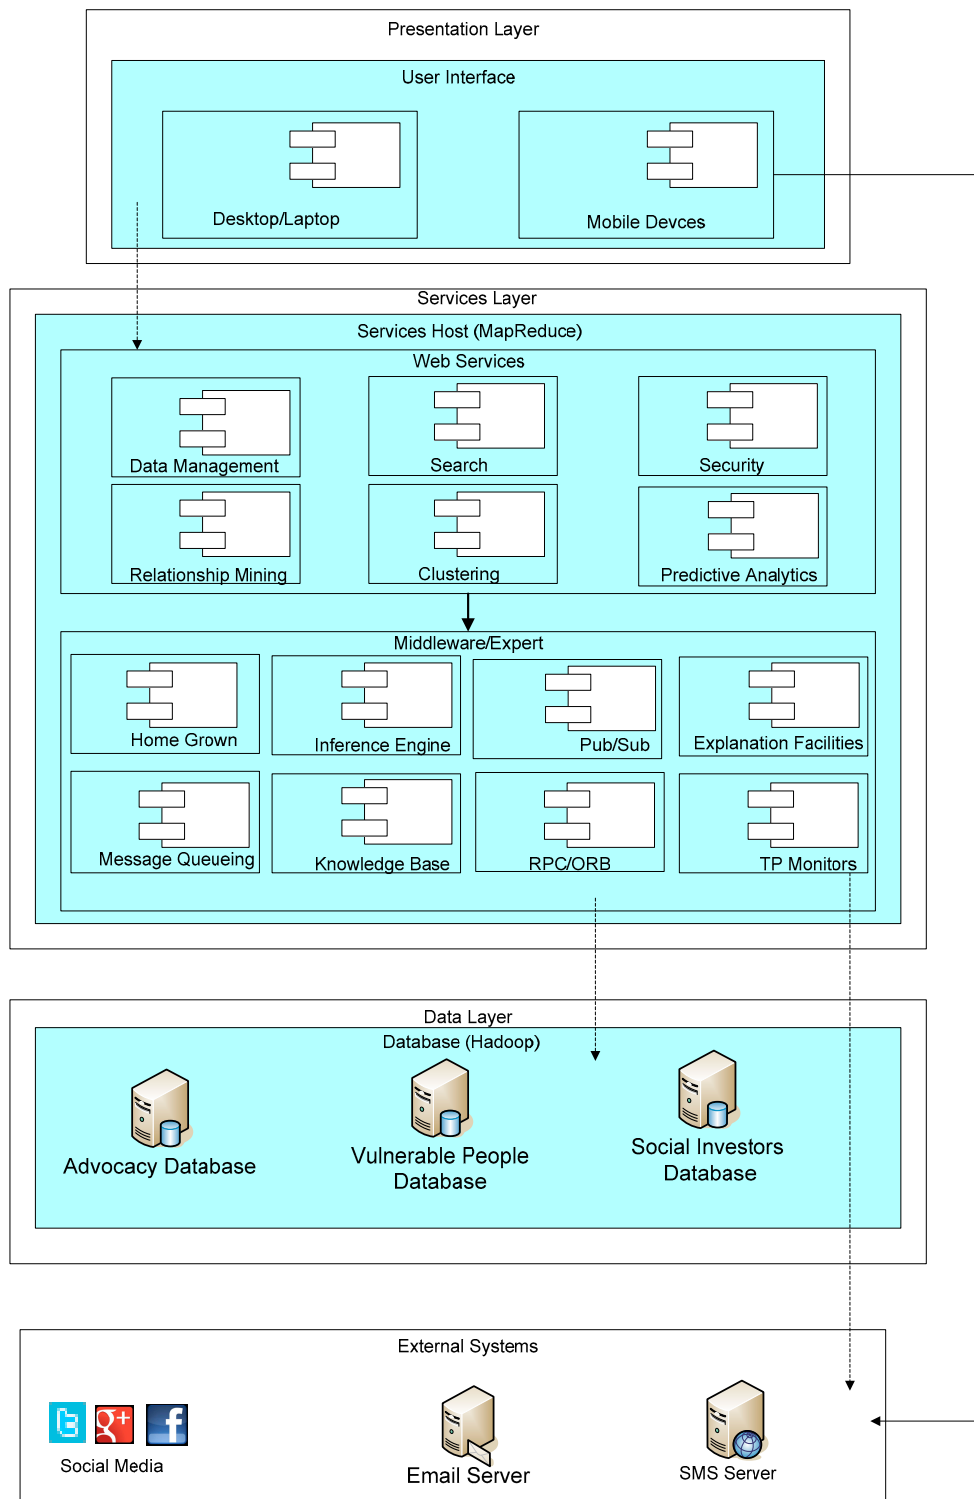 Presentation Layer
User Interface
Desktop/Laptop
Mobile Devces
Services Layer
Services Host (MapReduce)
Web Services
Data Management
Search
Security
Relationship Mining
Clustering
Predictive Analytics
Middleware/Expert
Home Grown
Inference Engine
Pub/Sub
Explanation Facilities
Message Queueing
Knowledge Base
RPC/ORB
TP Monitors
Data Layer
Database (Hadoop)
Advocacy Database
Vulnerable People
Database
Social Investors
Database
External Systems
g+
f
Social Media
Email Server
SMS Server